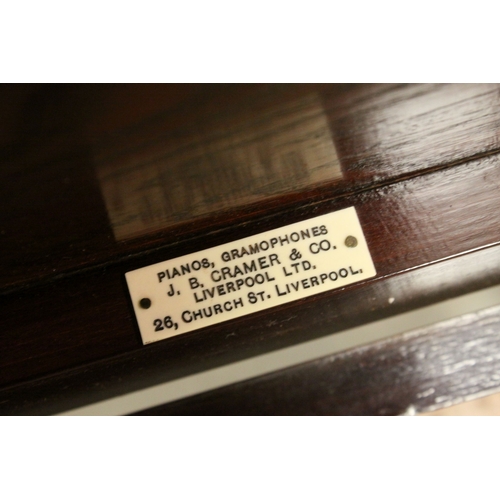 PIANOS, GRAMOPHONES
J. B. CRAMER & CO.
LIVERPOOL LTD.
26, CHURCH ST. LIVERPOOL.